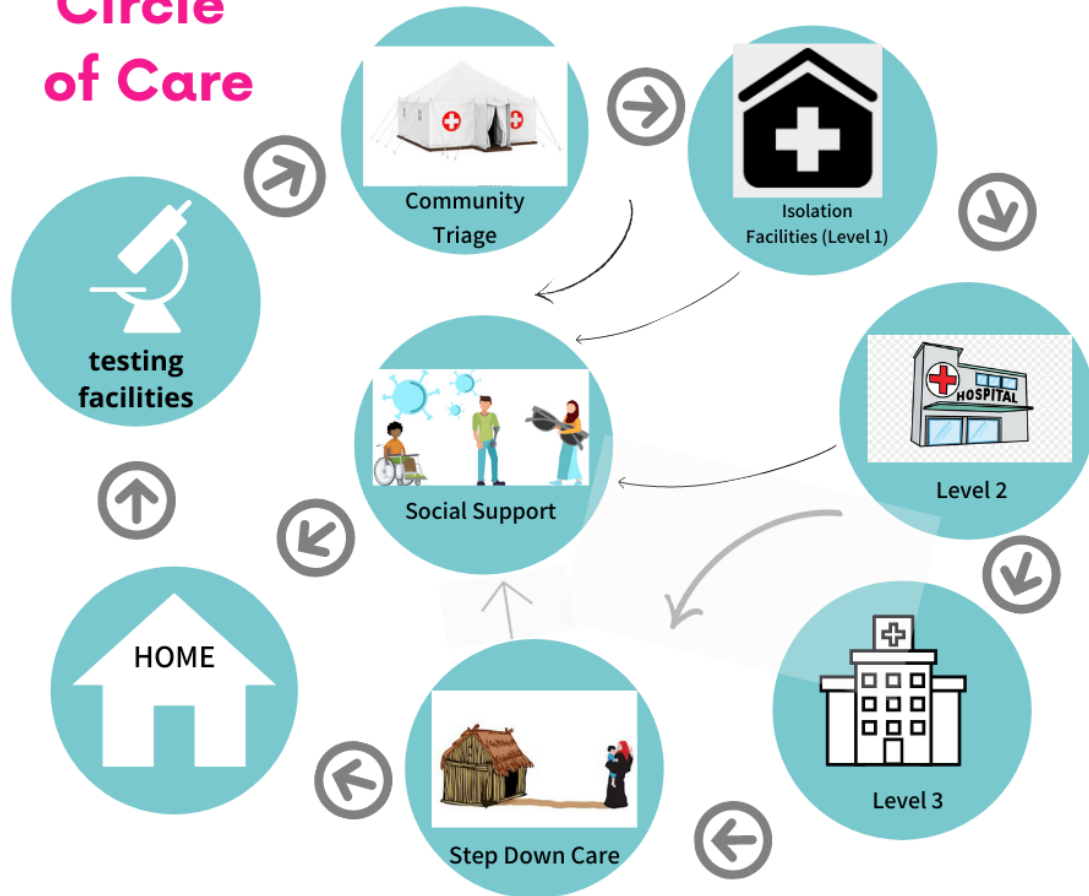 Circle
of Care
Community
Triage
Isolation
Facilities (Level 1)
testing
facilities
HOSPITAL
Level 2
Social Support
HOME
Level 3
Step Down Care